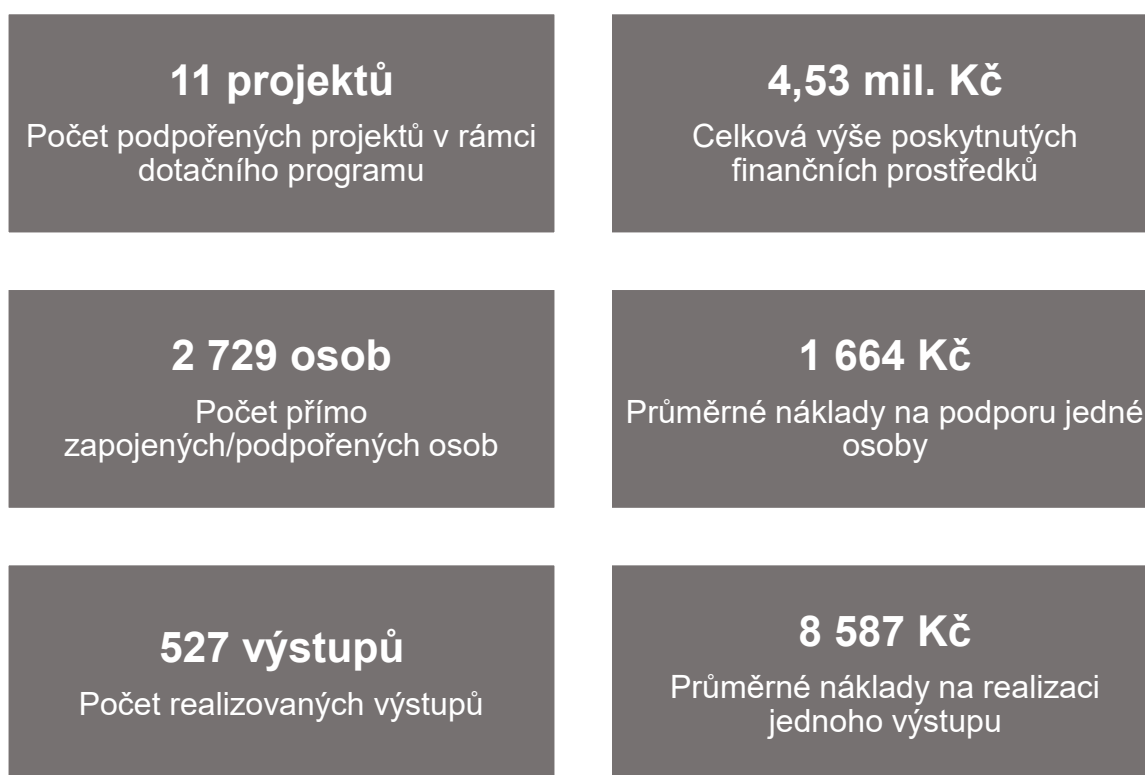 11 projektů
Počet podpořených projektů v rámci
dotačního programu
4,53 mil. Kč
Celková výše poskytnutých
finančních prostředků
2 729 osob
Počet přímo
zapojených/podpořených osob
1 664 Kč
Průměrné náklady na podporu jedné
osoby
527 výstupů
Počet realizovaných výstupů
8 587 Kč
Průměrné náklady na realizaci
jednoho výstupu